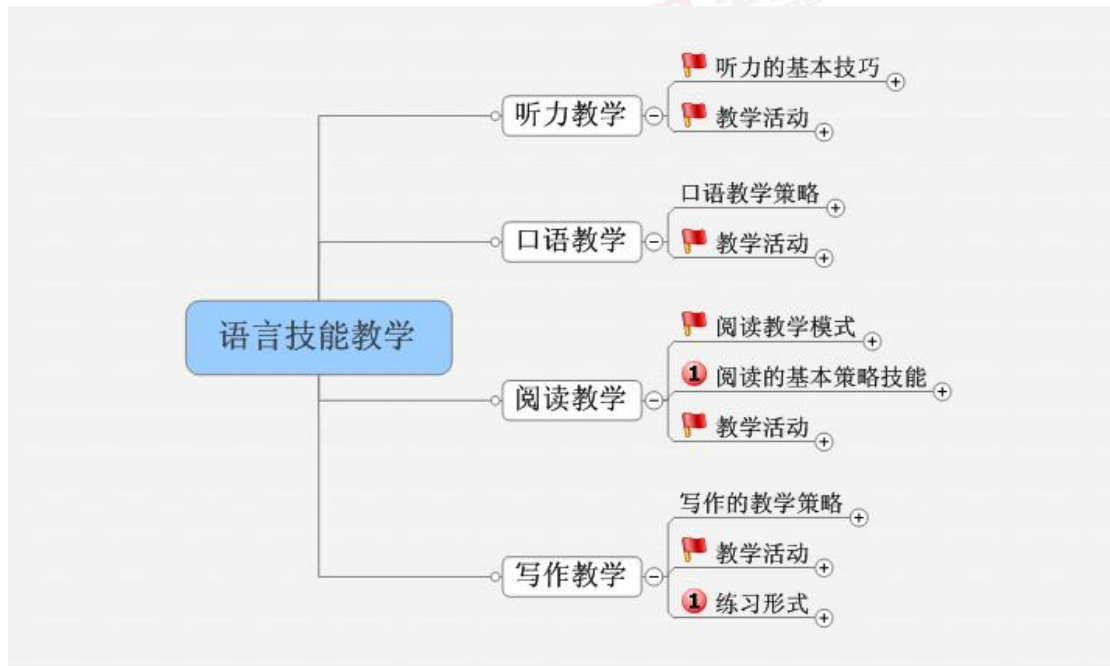 听力的基本技巧
听力教学
教学活动
口语教学策略
口语教学
教学活动
语言技能教学
阅读教学模式
1 阅读的基本策略技能
阅读教学
教学活动
写作的教学策略
教学活动
写作教学
1 练习形式